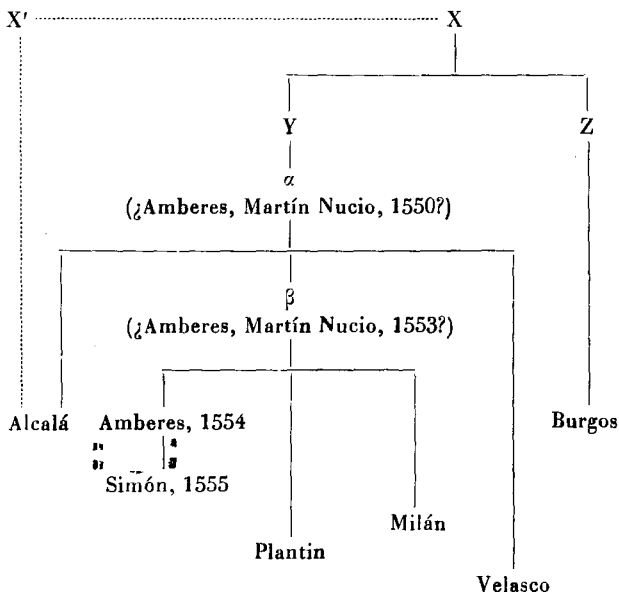 X' X
Y Z
α
(¿Amberes, Martín Nucio, 1550?)
β
(¿Amberes, Martín Nucio, 1553?)
Alcalá Amberes, 1554 Burgos
Simón, 1555
Milán
Plantin
Velasco